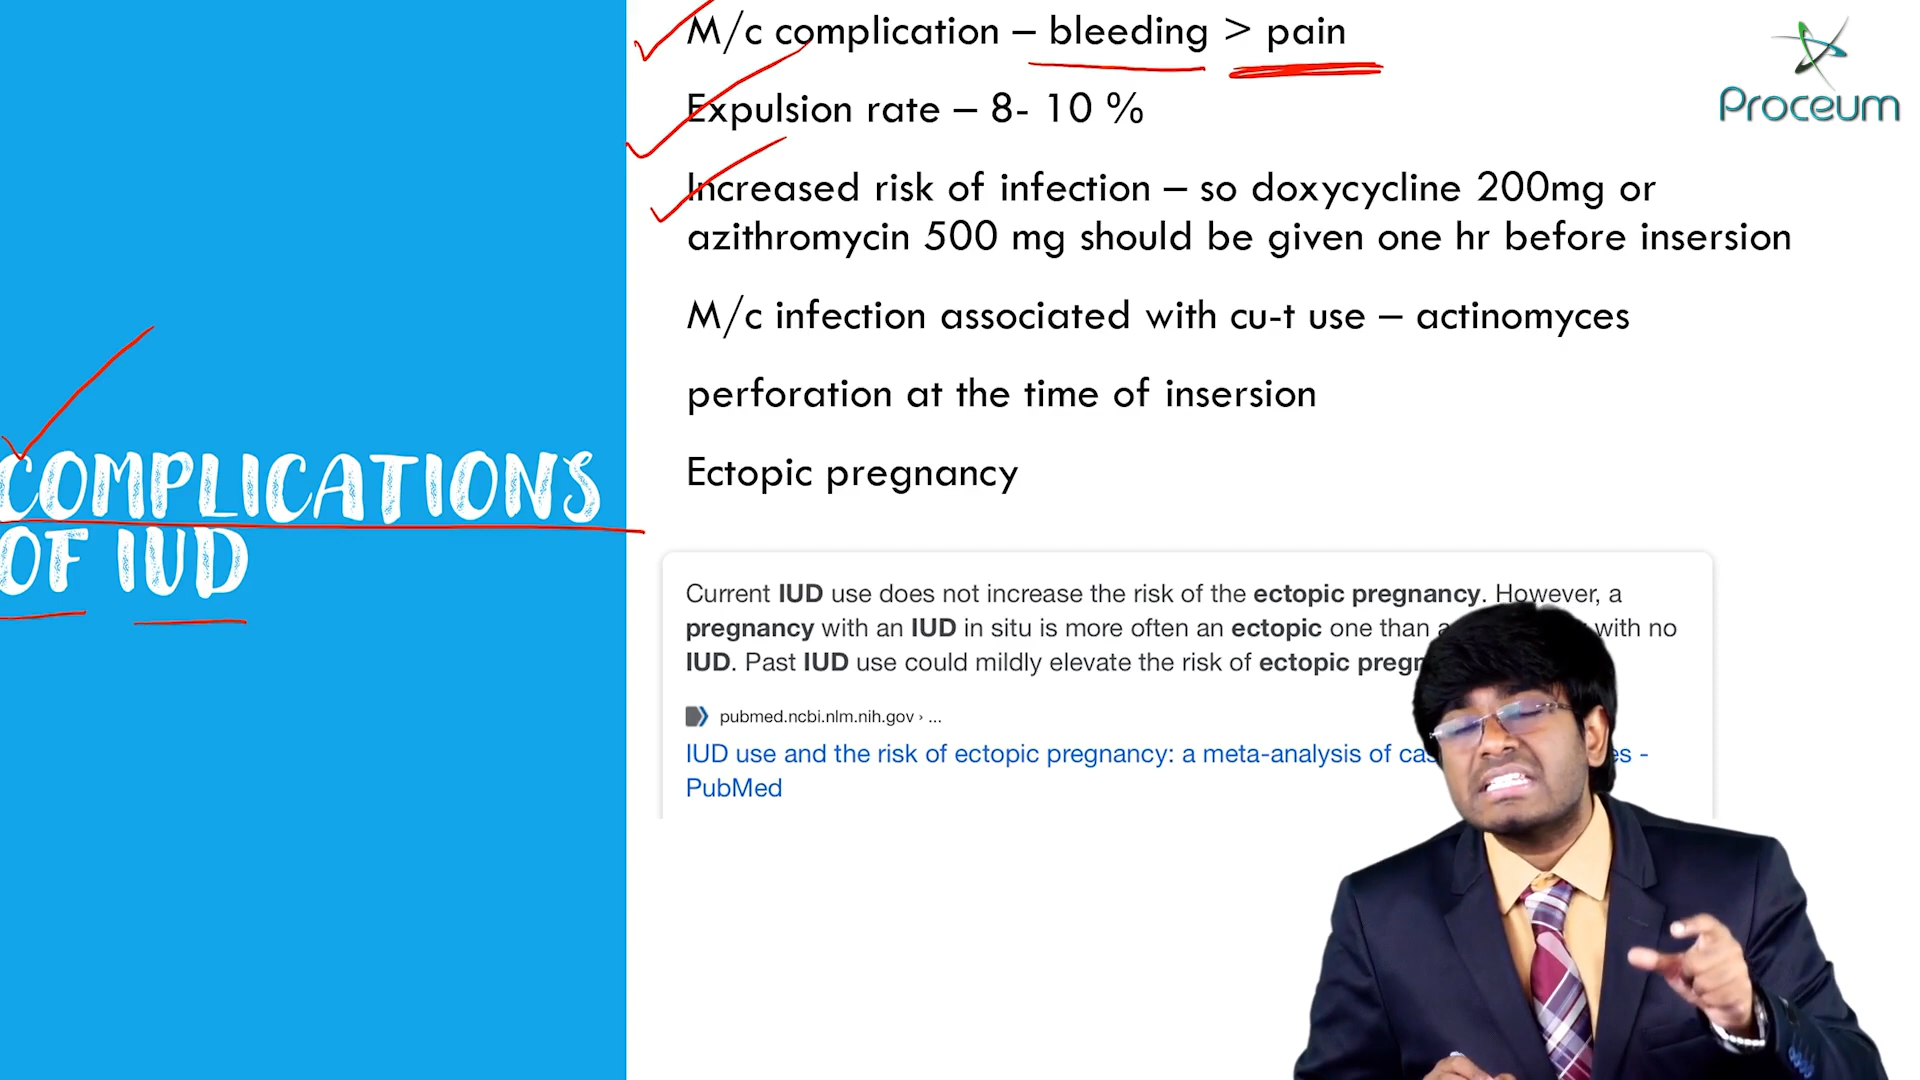 M/c complication – bleeding > pain
Proceum
Expulsion rate – 8- 10 %
Increased risk of infection – so doxycycline 200mg or
azithromycin 500 mg should be given one hr before insersion
M/c infection associated with cu-t use – actinomyces
perforation at the time of insersion
Ectopic pregnancy
COMPLICATIONS
OF IUD
Current IUD use does not increase the risk of the ectopic pregnancy. However, a
pregnancy with an IUD in situ is more often an ectopic one than a with no
IUD. Past IUD use could mildly elevate the risk of ectopic
pubmed.ncbi.nlm.nih.gov › ...
IUD use and the risk of ectopic pregnancy: a meta-analysis of -
PubMed